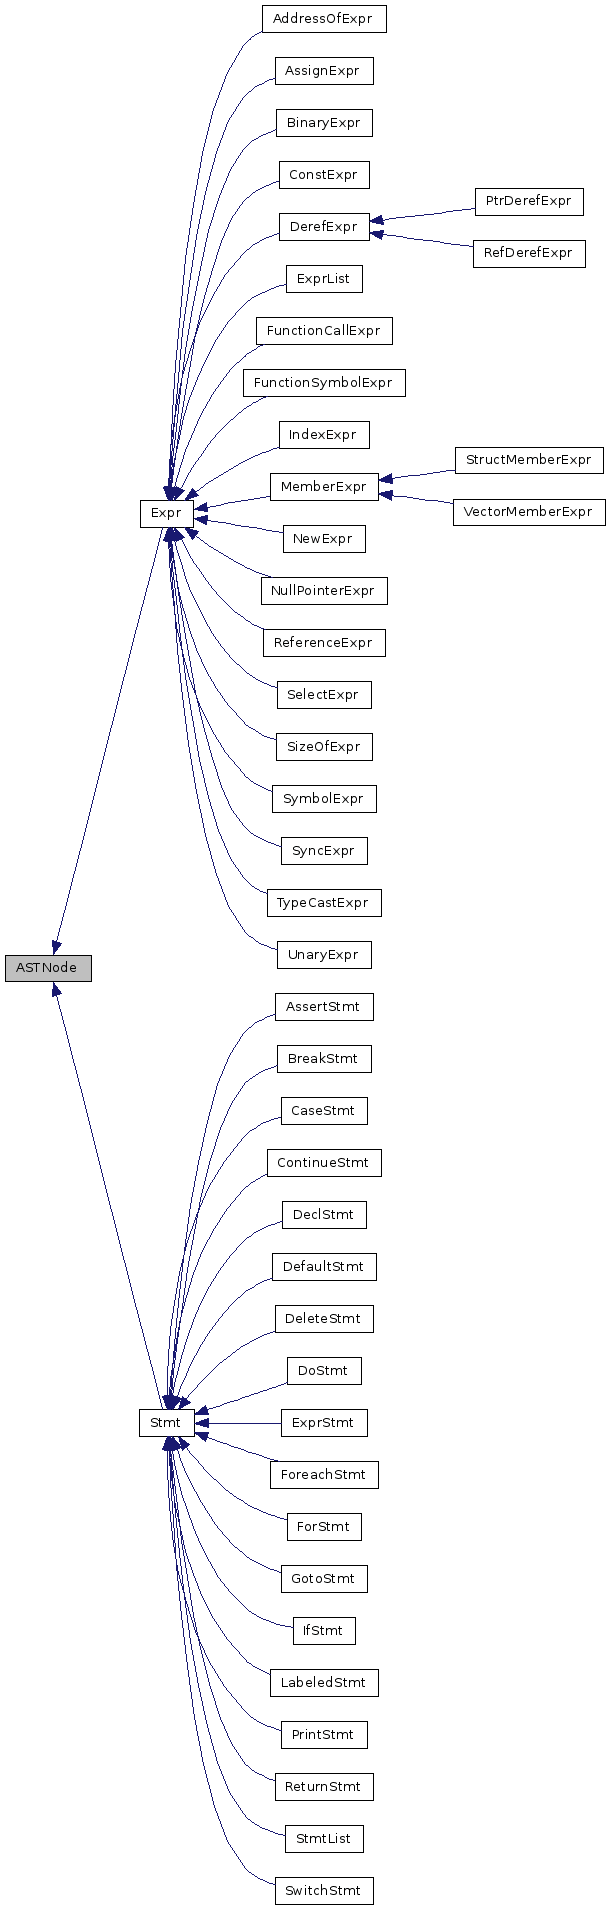 AddressOfExpr
AssignExpr
BinaryExpr
ConstExpr
PtrDerefExpr
DerefExpr
RefDerefExpr
ExprList
FunctionCallExpr
FunctionSymbolExpr
IndexExpr
StructMemberExpr
MemberExpr
VectorMemberExpr
Expr
NewExpr
NullPointerExpr
ReferenceExpr
SelectExpr
SizeOfExpr
SymbolExpr
SyncExpr
TypeCastExpr
UnaryExpr
ASTNode
AssertStmt
BreakStmt
CaseStmt
ContinueStmt
DeclStmt
DefaultStmt
DeleteStmt
DoStmt
Stmt
ExprStmt
ForeachStmt
ForStmt
GotoStmt
IfStmt
LabeledStmt
PrintStmt
ReturnStmt
StmtList
SwitchStmt